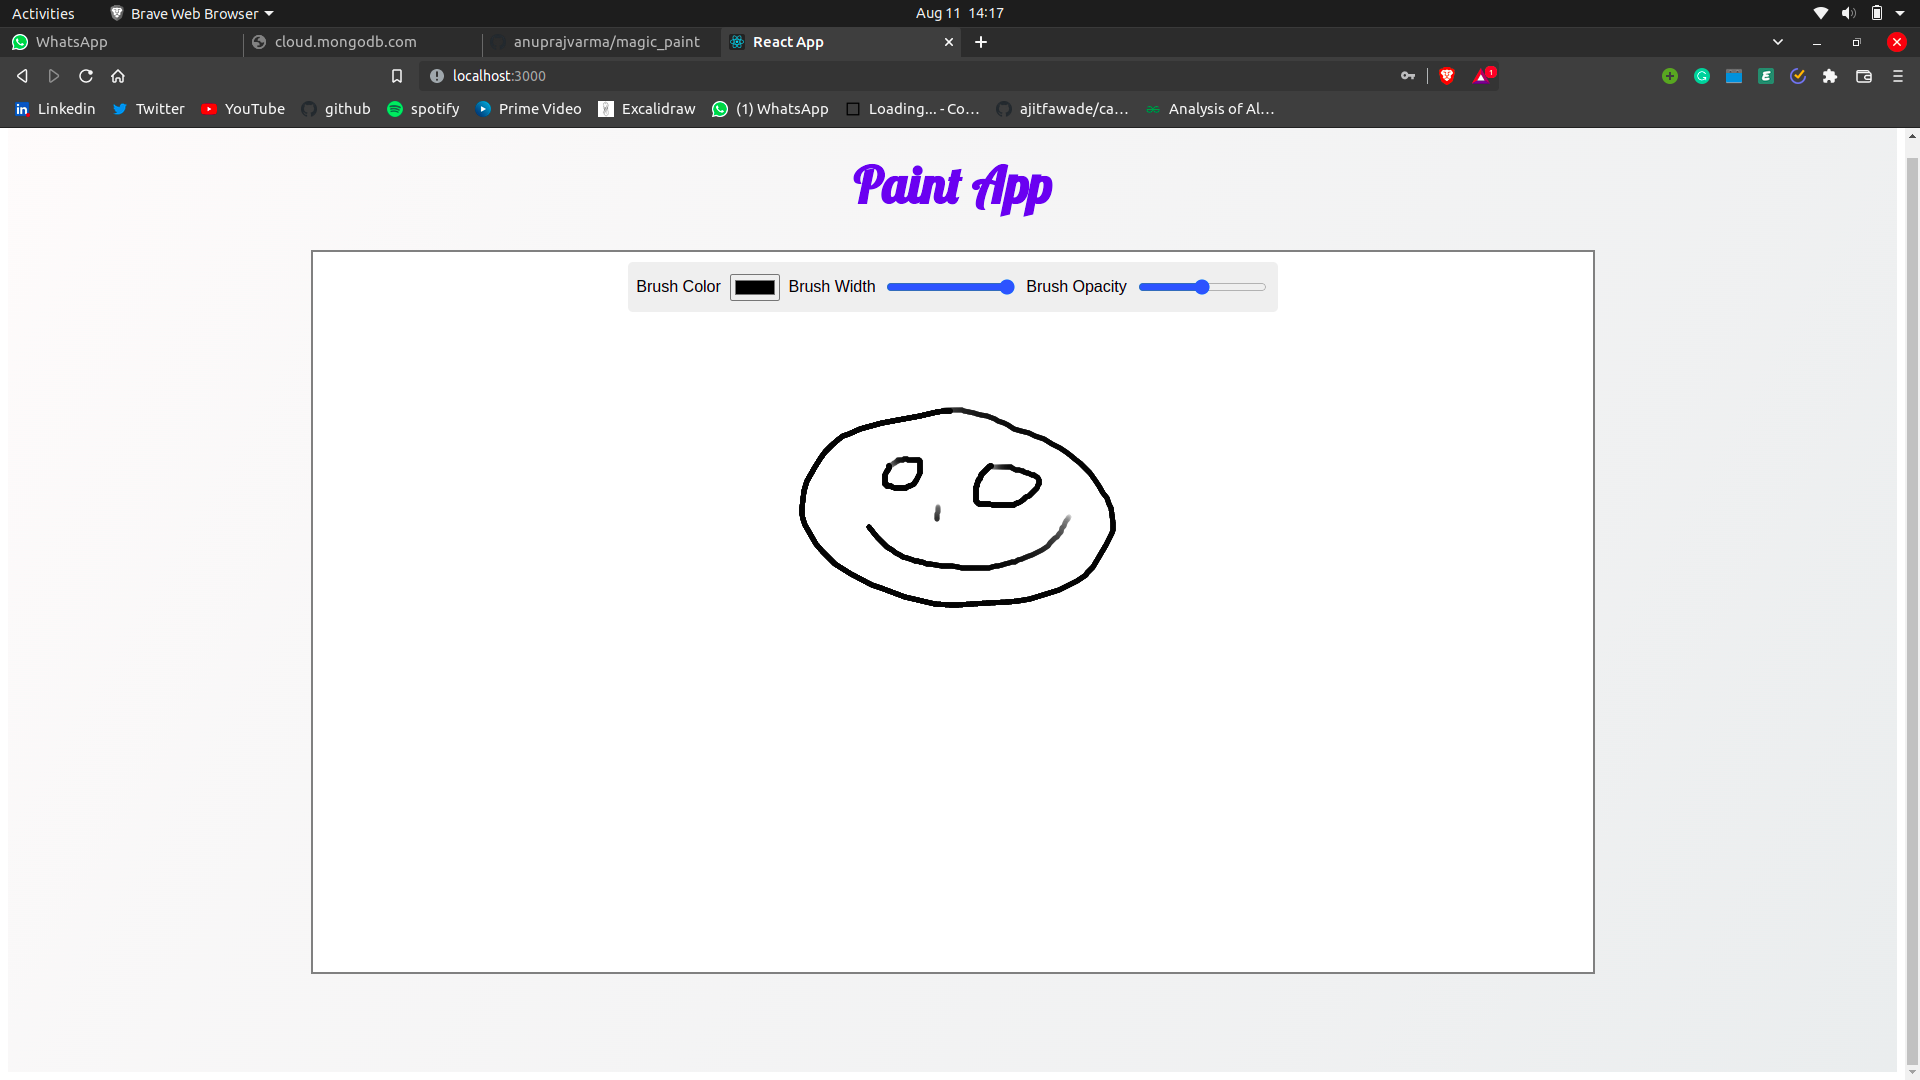 Activities Brave Web Browser Aug 11 14:17
WhatsApp cloud.mongodb.com anuprajvarma/magic_paint React App
localhost:3000 1
in Linkedin Twitter YouTube github spotify Prime Video Excalidraw (1) WhatsApp Loading... - Co... ajitfawade/ca... Analysis of Al...
Paint App
Brush Color Brush Width Brush Opacity